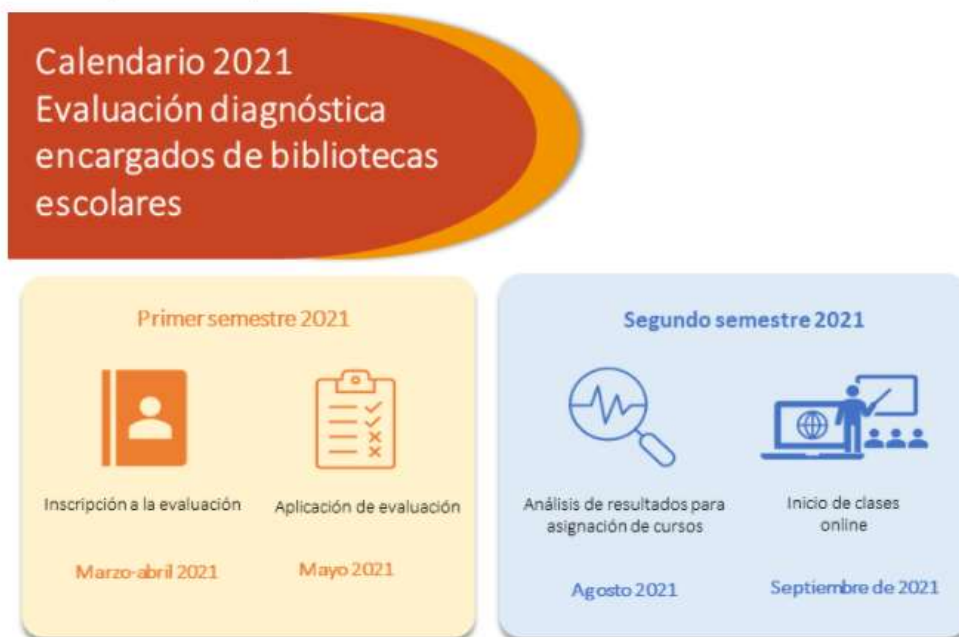 Calendario 2021
Evaluación diagnóstica
encargados de bibliotecas
escolares
Primer semestre 2021
Inscripción a la evaluación
Marzo-abril 2021
Aplicación de evaluación
Mayo 2021
Segundo semestre 2021
Análisis de resultados para
asignación de cursos
Agosto 2021
Inicio de clases
online
Septiembre de 2021